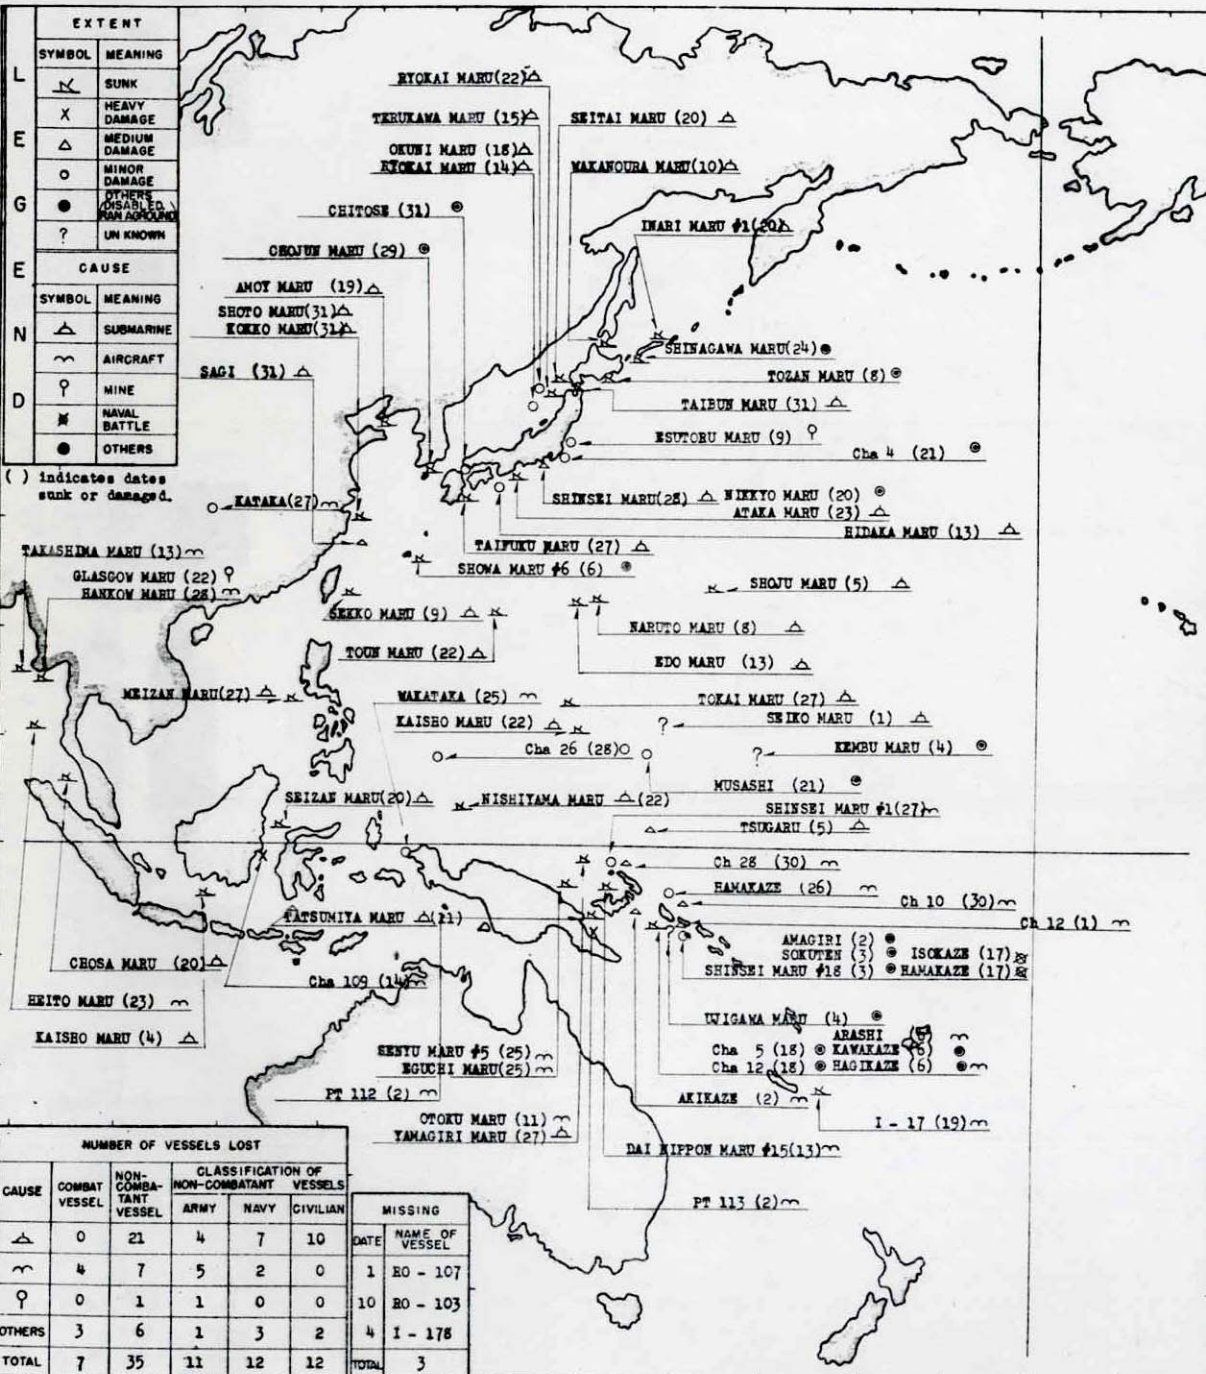 LEGEND
EXTENT
SYMBOL MEANING
SUNK
X HEAVY DAMAGE
△ MEDIUM DAMAGE
○ MINOR DAMAGE
● OTHERS (DISABLED, RAN AGROUND)
? UN KNOWN
CAUSE
SYMBOL MEANING
SUBMARINE
AIRCRAFT
MINE
NAVAL BATTLE
● OTHERS
( ) indicates dates
sunk or damaged.
RYOKAI MARU(22)
TERUKAWA MARU (15)
SEITAI MARU (20)
OKUNI MARU (18)
RYOKAI MARU (14)
WAKANOURA MARU(10)
CHITOSE (31)
INARI MARU #1(20)
CHOJUN MARU (29)
AMOY MARU (19)
SHOTO MARU(31)
KOKKO MARU(31)
SHINAGAWA MARU(24)
SAGI (31)
TOZAN MARU (8)
TAIBUN MARU (31)
ESUTORU MARU (9)
Cha 4 (21)
KATAKA(27)
SHINSEI MARU(28)
NIKKYO MARU (20)
ATAKA MARU (23)
HIDAKA MARU (13)
TAKASHIMA MARU (13)
TAIFUKU MARU (27)
GLASGOW MARU (22)
SHOWA MARU #6 (6)
HANKOW MARU (28)
SHOJU MARU (5)
SEKKO MARU (9)
NARUTO MARU (8)
TOUN MARU (22)
EDO MARU (13)
MEIZAN MARU(27)
WAKATAKA (25)
TOKAI MARU (27)
KAISHO MARU (22)
SEIKO MARU (1)
?
Cha 26 (28)
?
KEMBU MARU (4)
MUSASHI (21)
SEIZAN MARU(20)
NISHIYAMA MARU (22)
SHINSEI MARU #1(27)
TSUGARU (5)
Ch 28 (30)
HAMAKAZE (26)
Ch 10 (30)
TATSUMIYA MARU (21)
Ch 12 (1)
AMAGIRI (2)
SOKUTEN (3) ISOKAZE (17)
CHOSA MARU (20)
SHINSEI MARU #18 (3) HAMAKAZE (17)
Cha 109 (14)
HEITO MARU (23)
UJIGAWA MARU (4)
KAISHO MARU (4)
ARASHI
SENYU MARU #5 (25)
Cha 5 (18) KAWAKAZE (6)
EGUCHI MARU(25)
Cha 12 (18) HAGIKAZE (6)
PT 112 (2)
AKIKAZE (2)
OTOKU MARU (11)
I - 17 (19)
YAMAGIRI MARU (27)
DAI NIPPON MARU #15(13)
PT 113 (2)
NUMBER OF VESSELS LOST
CAUSE COMBAT VESSEL NON-COMBA-TANT VESSEL CLASSIFICATION OF NON-COMBATANT VESSELS
ARMY NAVY CIVILIAN
0 21 4 7 10
4 7 5 2 0
0 1 1 0 0
OTHERS 3 6 1 3 2
TOTAL 7 35 11 12 12
MISSING
DATE NAME OF VESSEL
1 RO - 107
10 RO - 103
4 I - 178
TOTAL 3